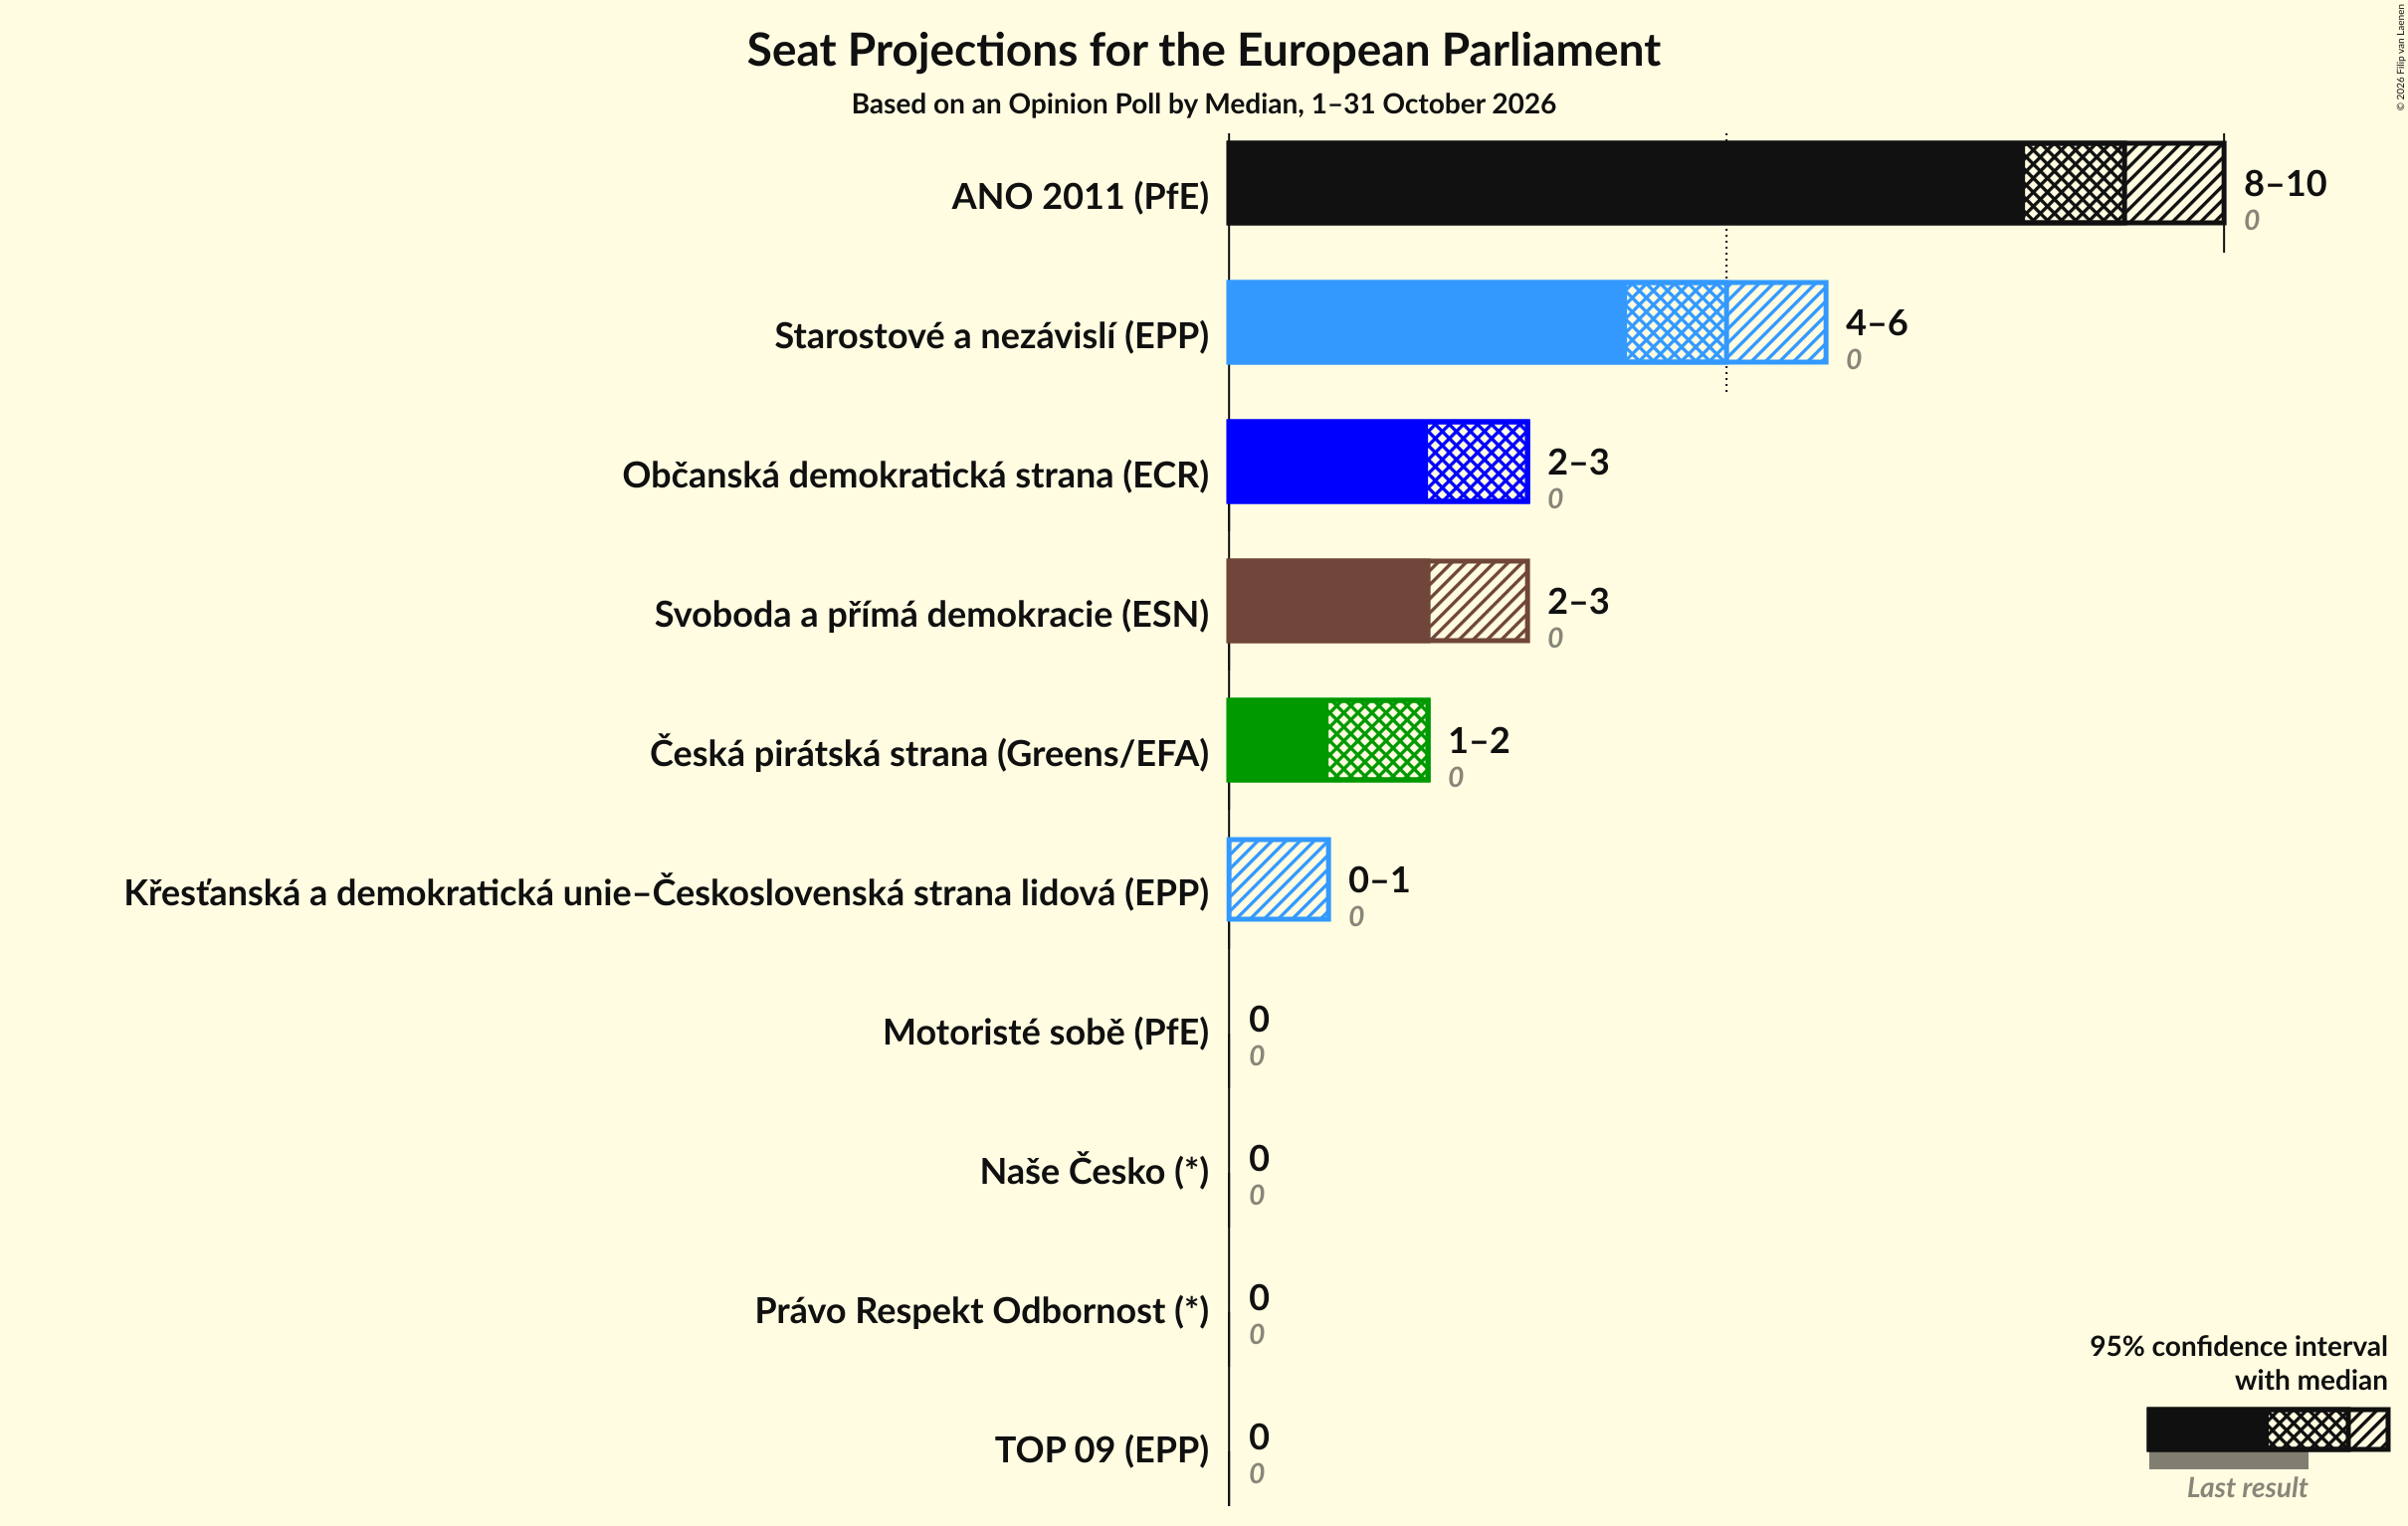 Seat Projections for the European Parliament
Based on an Opinion Poll by Median, 1–31 October 2026
© 2026 Filip van Laenen
ANO 2011 (PfE)
8–10
0
Starostové a nezávislí (EPP)
4–6
0
Občanská demokratická strana (ECR)
2–3
0
Svoboda a přímá demokracie (ESN)
2–3
0
Česká pirátská strana (Greens/EFA)
1–2
0
Křesťanská a demokratická unie–Československá strana lidová (EPP)
0–1
0
Motoristé sobě (PfE)
0
0
Naše Česko (*)
0
0
Právo Respekt Odbornost (*)
0
0
TOP 09 (EPP)
0
0
95% confidence interval
with median
Last result